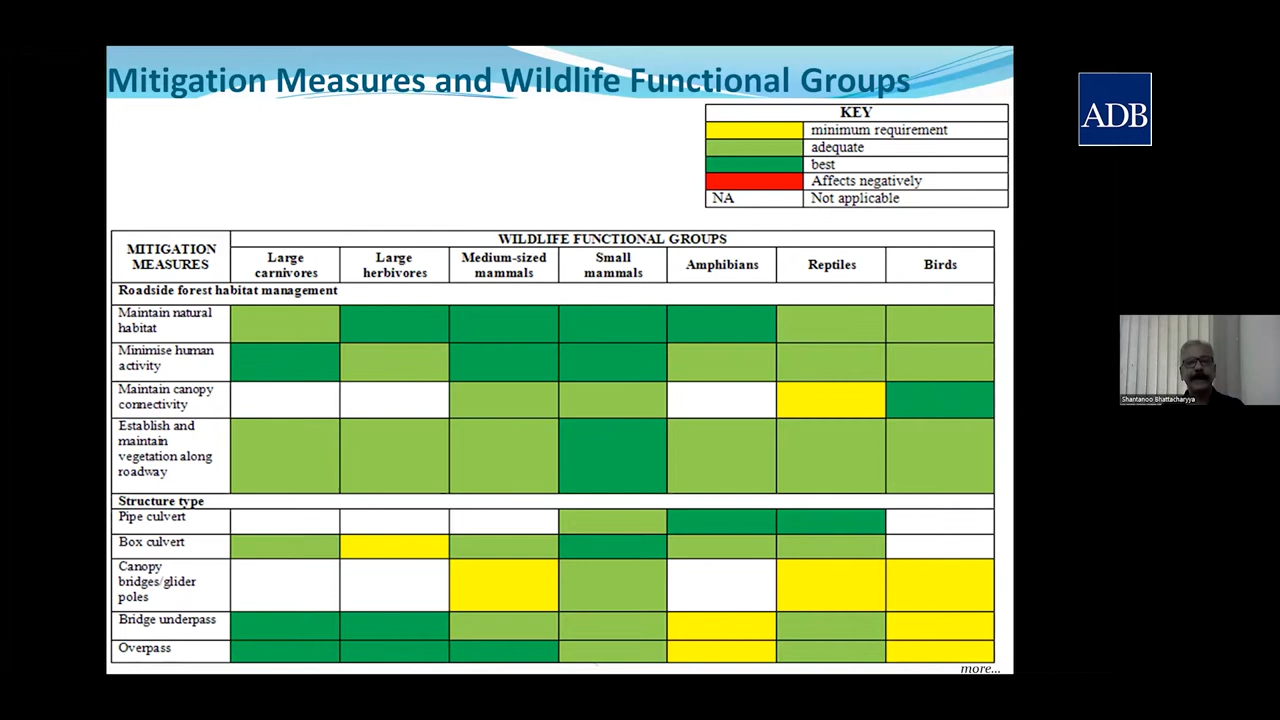 Mitigation Measures and Wildlife Functional Groups
ADB
KEY
minimum requirement
adequate
best
Affects negatively
NA Not applicable
MITIGATION
MEASURES
WILDLIFE FUNCTIONAL GROUPS
Large
carnivores
Large
herbivores
Medium-sized
mammals
Small
mammals
Amphibians
Reptiles
Birds
Roadside forest habitat management
Maintain natural
habitat
Minimise human
activity
Maintain canopy
connectivity
Establish and
maintain
vegetation along
roadway
Structure type
Pipe culvert
Box culvert
Canopy
bridges/glider
poles
Bridge underpass
Overpass
more...
Shantanoo Bhattacharyya